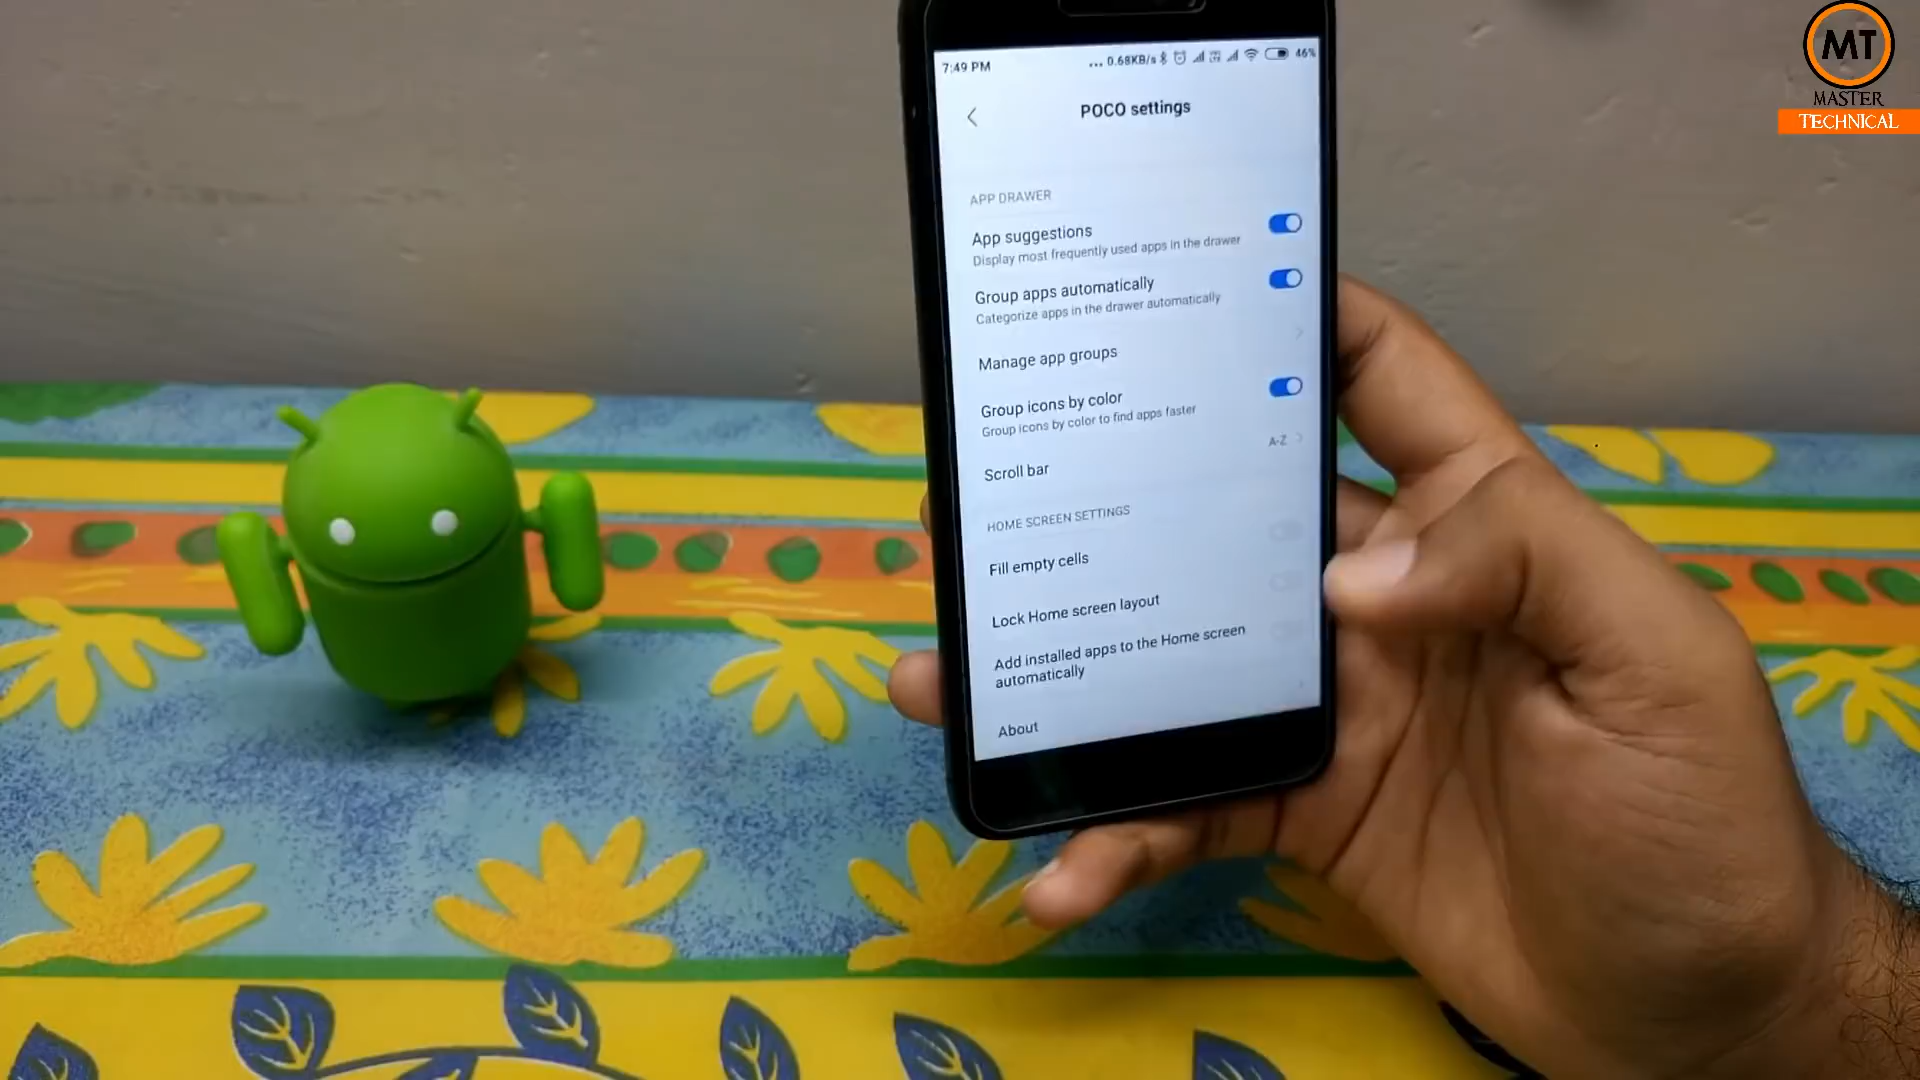 MT
MASTER
TECHNICAL
7:49 PM
... 0.68KB/s
46%
POCO settings
APP DRAWER
App suggestions
Display most frequently used apps in the drawer
Group apps automatically
Categorize apps in the drawer automatically
Manage app groups
Group icons by color
Group icons by color to find apps faster
Scroll bar
A-Z
HOME SCREEN SETTINGS
Fill empty cells
Lock Home screen layout
Add installed apps to the Home screen
automatically
About